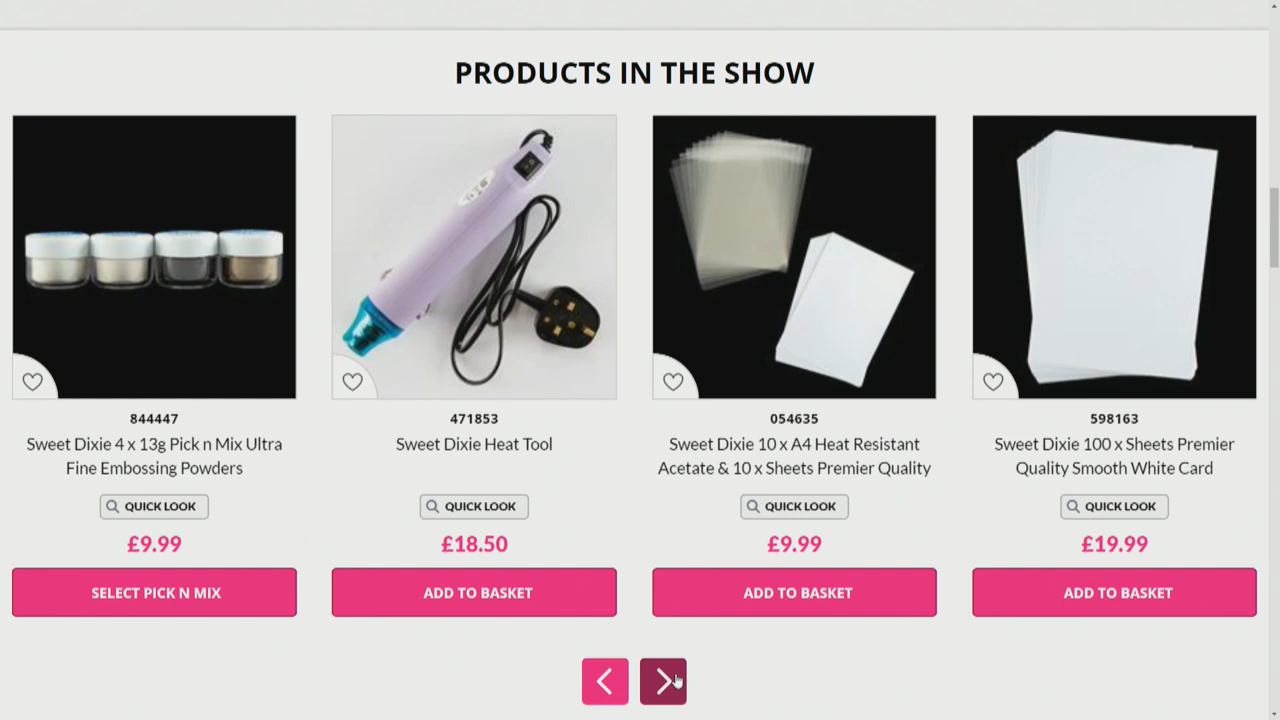 PRODUCTS IN THE SHOW
844447
Sweet Dixie 4 x 13g Pick n Mix Ultra
Fine Embossing Powders
QUICK LOOK
£9.99
SELECT PICK N MIX
471853
Sweet Dixie Heat Tool
QUICK LOOK
£18.50
ADD TO BASKET
054635
Sweet Dixie 10 x A4 Heat Resistant
Acetate & 10 x Sheets Premier Quality
QUICK LOOK
£9.99
ADD TO BASKET
598163
Sweet Dixie 100 x Sheets Premier
Quality Smooth White Card
QUICK LOOK
£19.99
ADD TO BASKET